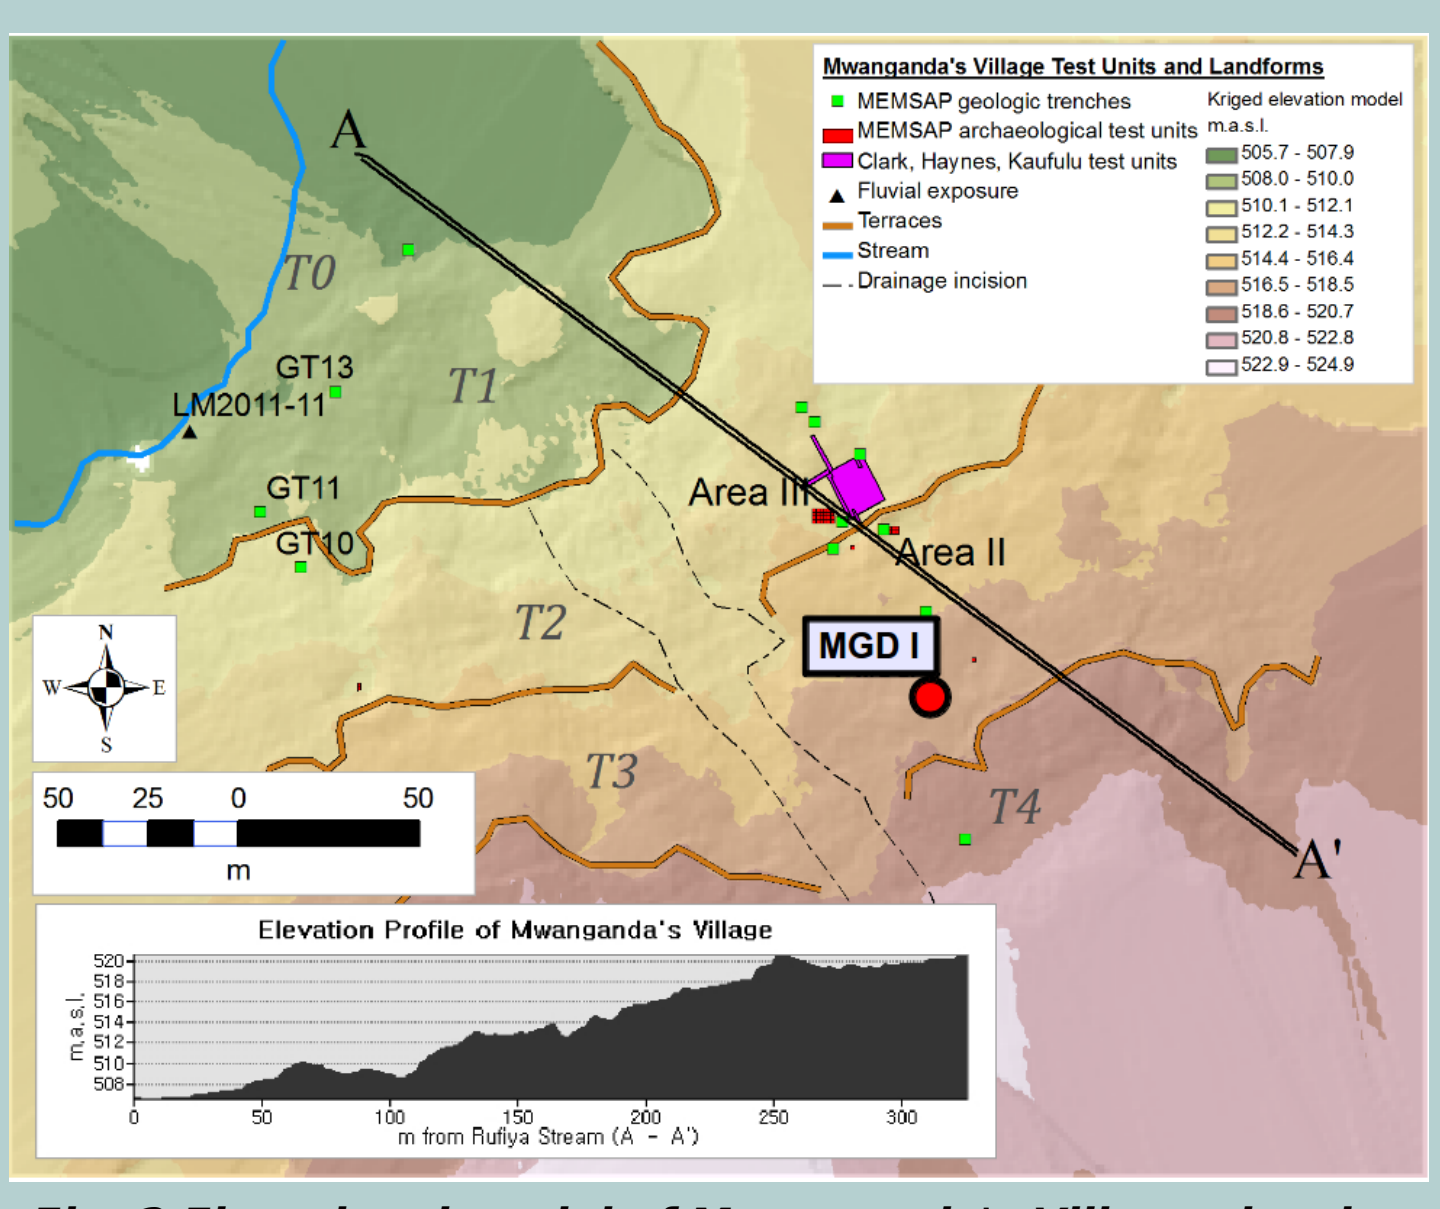 Mwanganda's Village Test Units and Landforms
MEMSAP geologic trenches
MEMSAP archaeological test units
Clark, Haynes, Kaufulu test units
Fluvial exposure
Terraces
Stream
Drainage incision
Kriged elevation model
m.a.s.l.
505.7 - 507.9
508.0 - 510.0
510.1 - 512.1
512.2 - 514.3
514.4 - 516.4
516.5 - 518.5
518.6 - 520.7
520.8 - 522.8
522.9 - 524.9
A
T0
GT13
T1
LM2011-11
GT11
Area III
GT10
Area II
T2
MGD I
N
W E
S
T3
T4
A'
50 25 0 50
m
Elevation Profile of Mwanganda's Village
m.a.s.l.
520
518
516
514
512
510
508
0 50 100 150 200 250 300
m from Rufiya Stream (A - A')